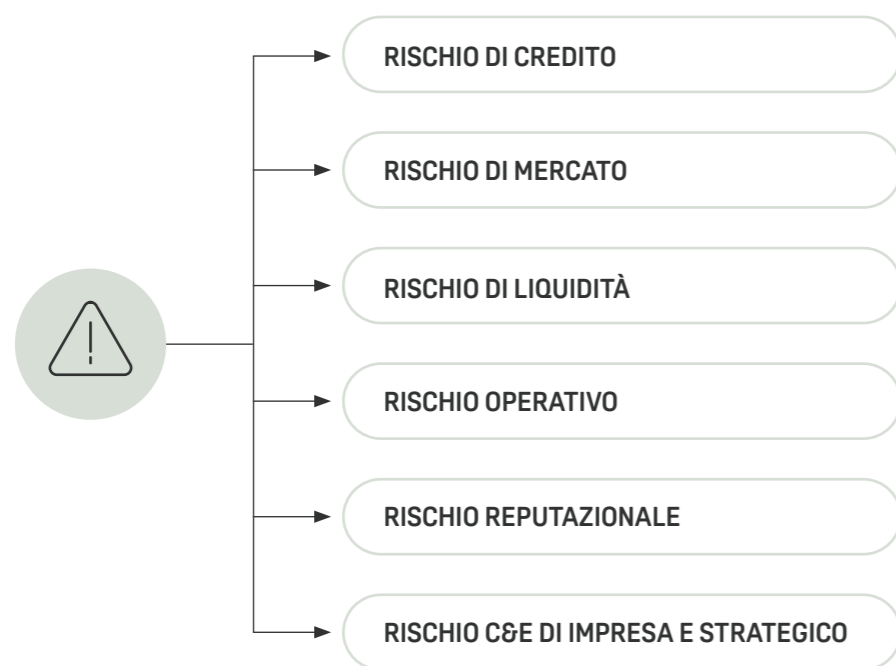 RISCHIO DI CREDITO
RISCHIO DI MERCATO
RISCHIO DI LIQUIDITÀ
RISCHIO OPERATIVO
RISCHIO REPUTAZIONALE
RISCHIO C&E DI IMPRESA E STRATEGICO